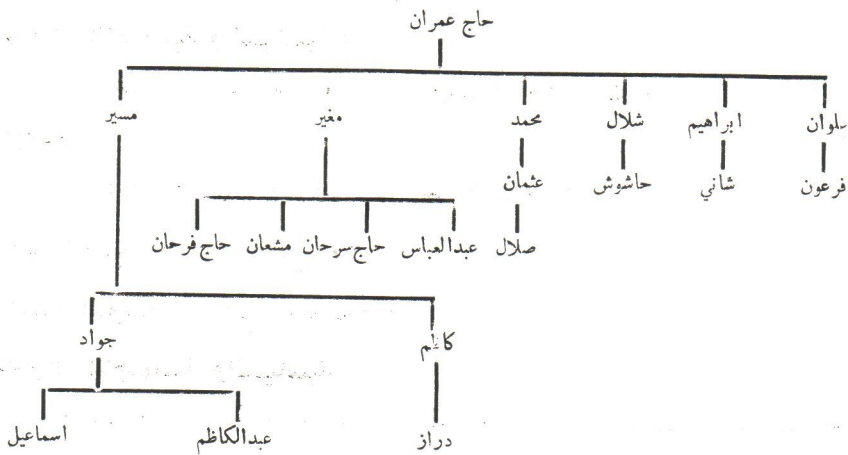 حاج عمران
سلوان ابراهيم شلال محمد مغير مسير
فرعون شاني حاشوش عثمان
صلال عبدالعباس حاج سرحان مشعان حاج فرحان
كاظم جواد
دراز عبدالكاظم اسماعيل